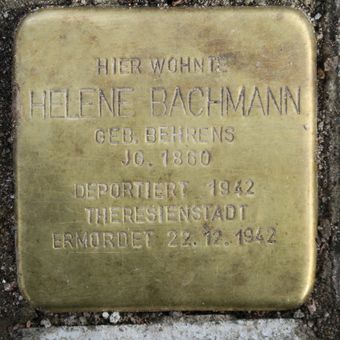 HIER WOHNTE
HELENE BACHMANN
GEB. BEHRENS
JG. 1860
DEPORTIERT 1942
THERESIENSTADT
ERMORDET 22.12.1942